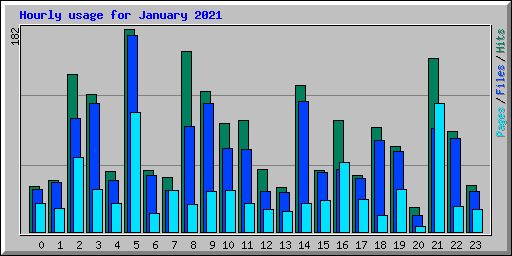 Hourly usage for January 2021
182
Pages/Files/Hits
0 1 2 3 4 5 6 7 8 9 10 11 12 13 14 15 16 17 18 19 20 21 22 23